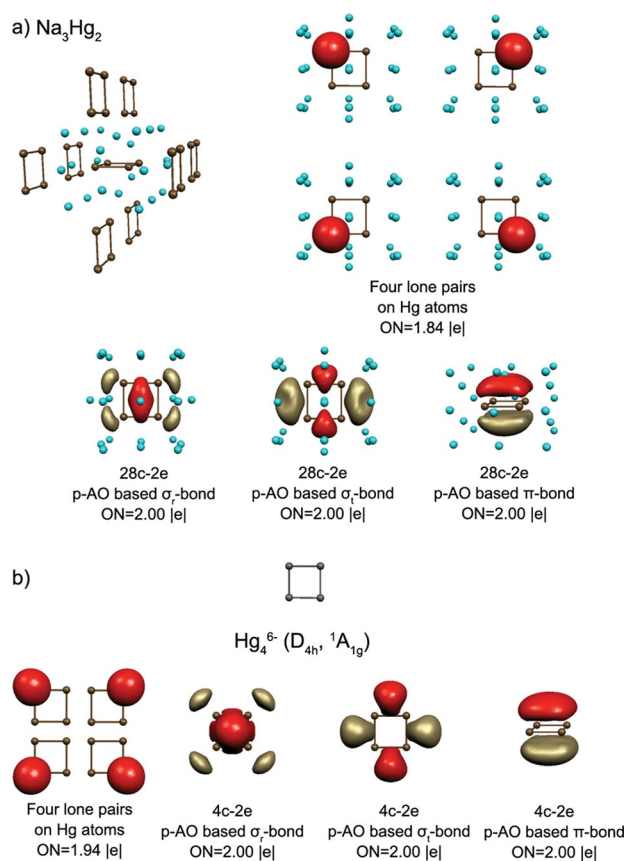 a) Na₃Hg₂
Four lone pairs
on Hg atoms
ON=1.84 |e|
28c-2e
p-AO based σᵣ-bond
ON=2.00 |e|
28c-2e
p-AO based σₜ-bond
ON=2.00 |e|
28c-2e
p-AO based π-bond
ON=2.00 |e|
b)
Hg₄⁶⁻ (D₄ₕ, ¹A₁g)
Four lone pairs
on Hg atoms
ON=1.94 |e|
4c-2e
p-AO based σᵣ-bond
ON=2.00 |e|
4c-2e
p-AO based σₜ-bond
ON=2.00 |e|
4c-2e
p-AO based π-bond
ON=2.00 |e|